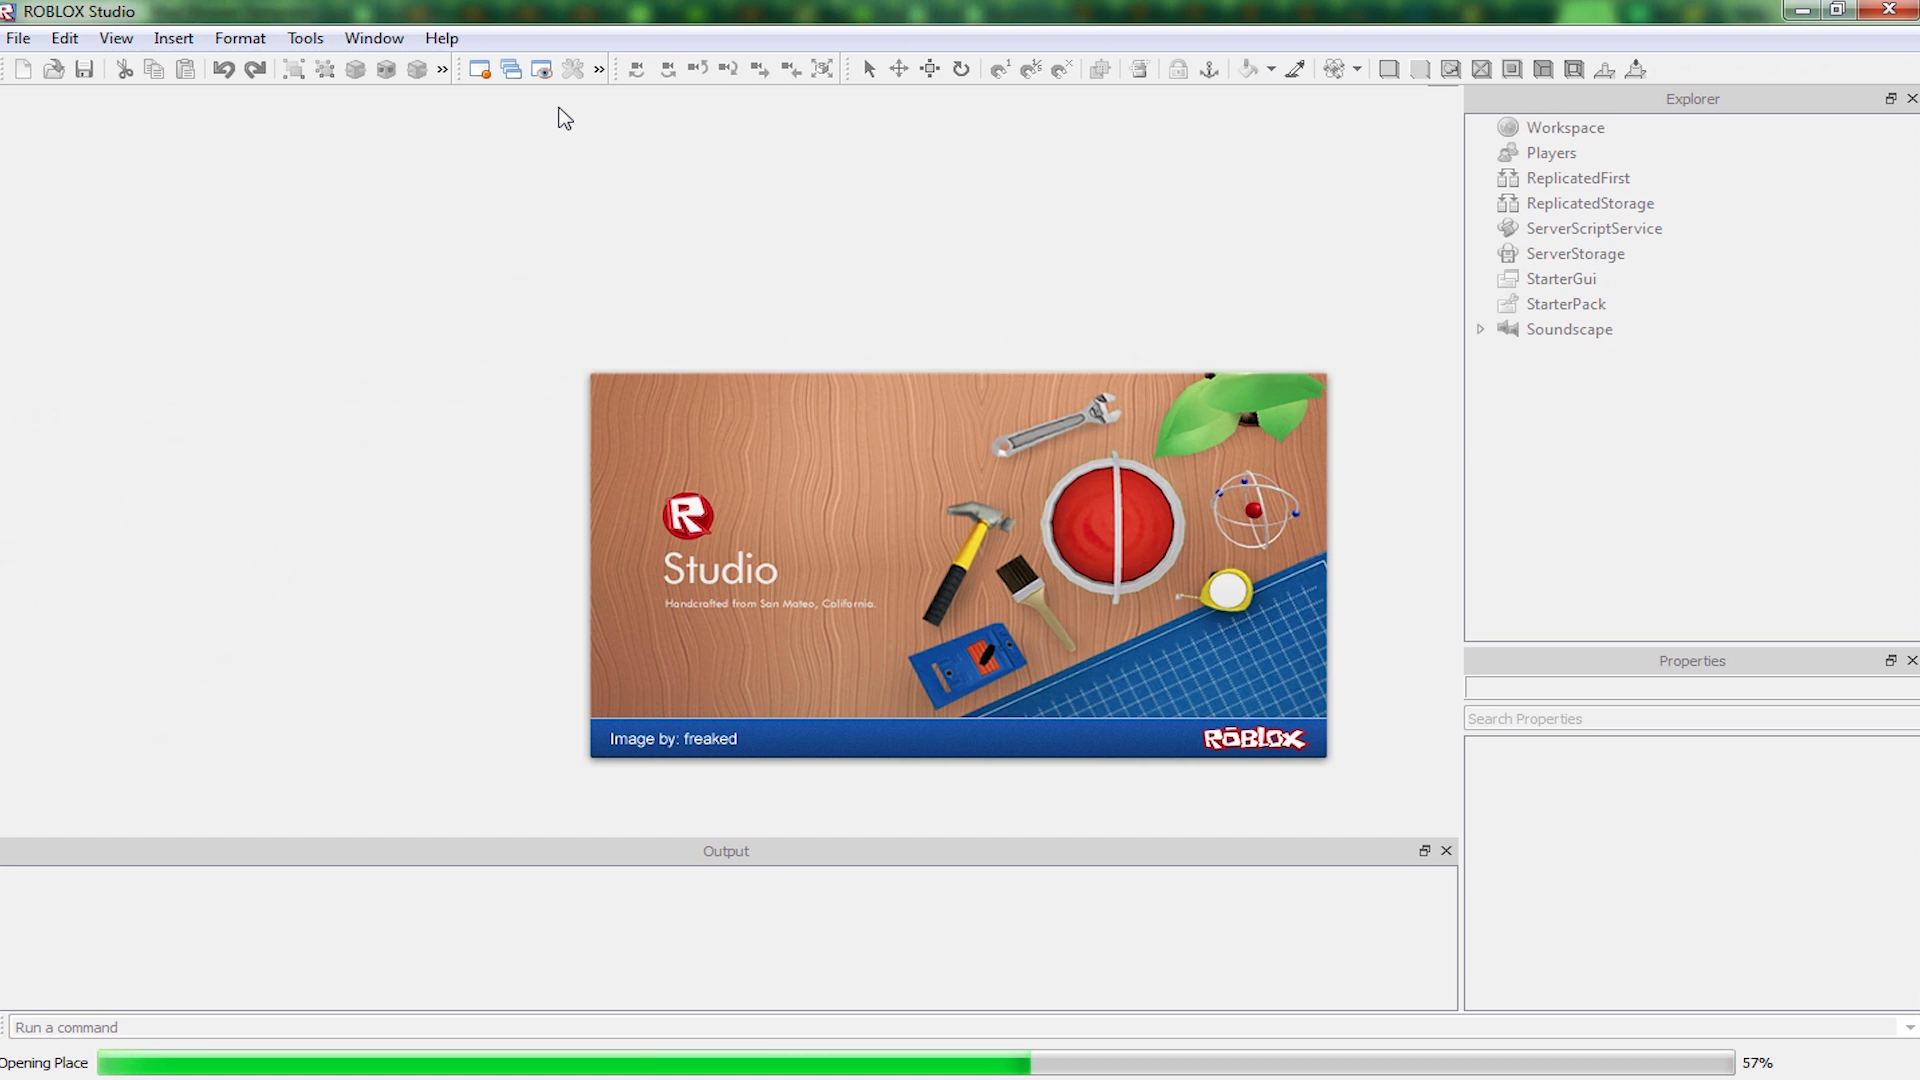 ROBLOX Studio
File Edit View Insert Format Tools Window Help
Explorer
Workspace
Players
ReplicatedFirst
ReplicatedStorage
ServerScriptService
ServerStorage
StarterGui
StarterPack
Soundscape
R
Studio
Handcrafted from San Mateo, California.
Image by: freaked
ROBLOX
Properties
Search Properties
Output
Run a command
Opening Place 57%